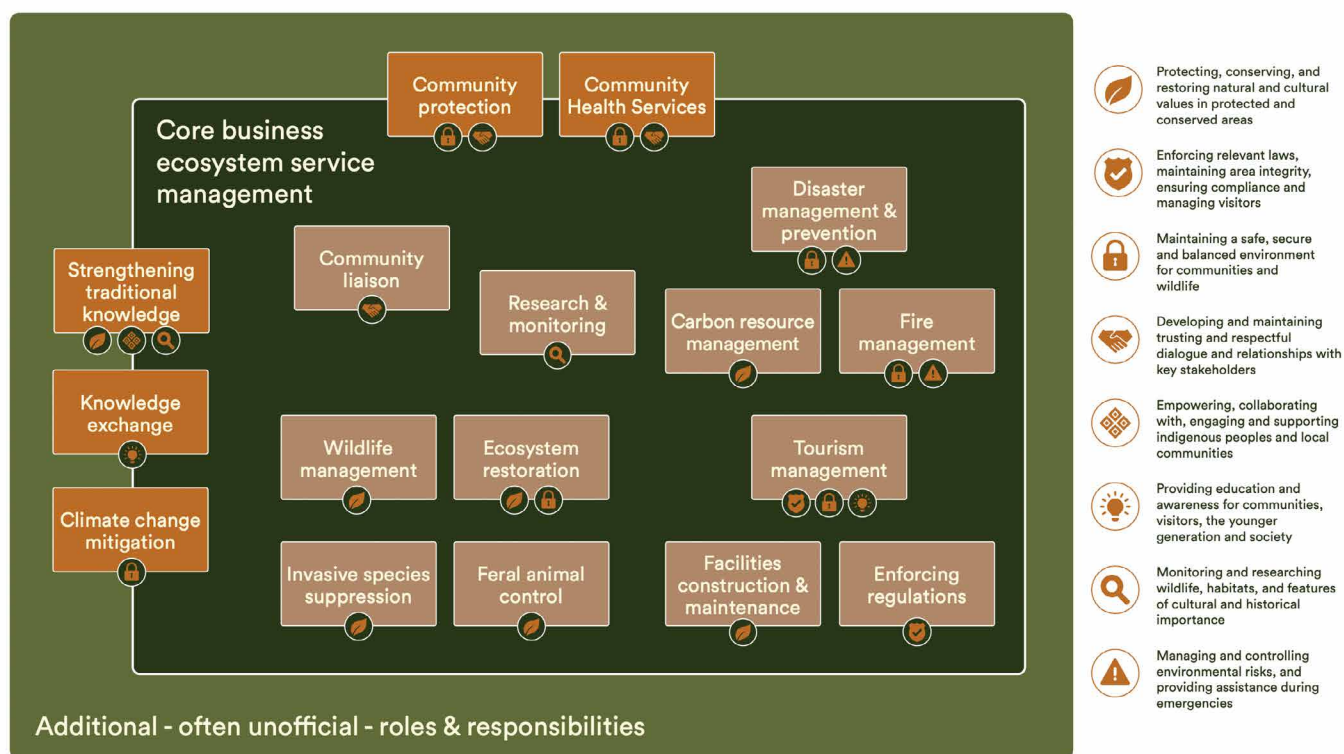 Community
protection
Community
Health Services
Core business
ecosystem service
management
Disaster
management &
prevention
Community
liaison
Strengthening
traditional
knowledge
Research &
monitoring
Carbon resource
management
Fire
management
Knowledge
exchange
Wildlife
management
Ecosystem
restoration
Tourism
management
Climate change
mitigation
Invasive species
suppression
Feral animal
control
Facilities
construction &
maintenance
Enforcing
regulations
Additional - often unofficial - roles & responsibilities
Protecting, conserving, and
restoring natural and cultural
values in protected and
conserved areas
Enforcing relevant laws,
maintaining area integrity,
ensuring compliance and
managing visitors
Maintaining a safe, secure
and balanced environment
for communities and
wildlife
Developing and maintaining
trusting and respectful
dialogue and relationships with
key stakeholders
Empowering, collaborating
with, engaging and supporting
indigenous peoples and local
communities
Providing education and
awareness for communities,
visitors, the younger
generation and society
Monitoring and researching
wildlife, habitats, and features
of cultural and historical
importance
Managing and controlling
environmental risks, and
providing assistance during
emergencies